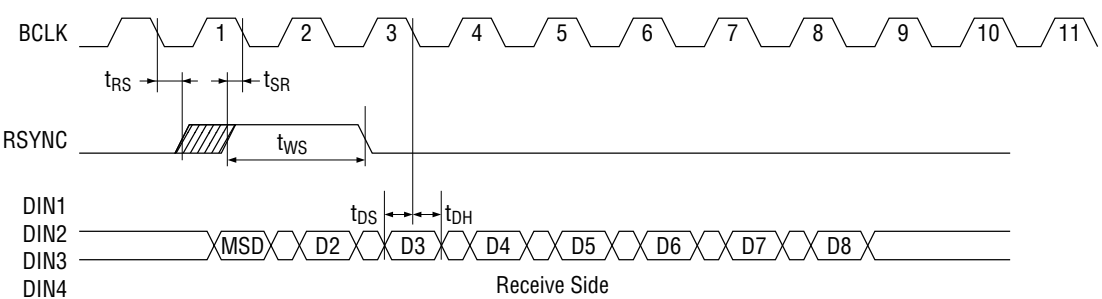 BCLK 1 2 3 4 5 6 7 8 9 10 11
tRS tSR
RSYNC tWS
DIN1
DIN2
DIN3
DIN4
tDS tDH
MSD D2 D3 D4 D5 D6 D7 D8
Receive Side